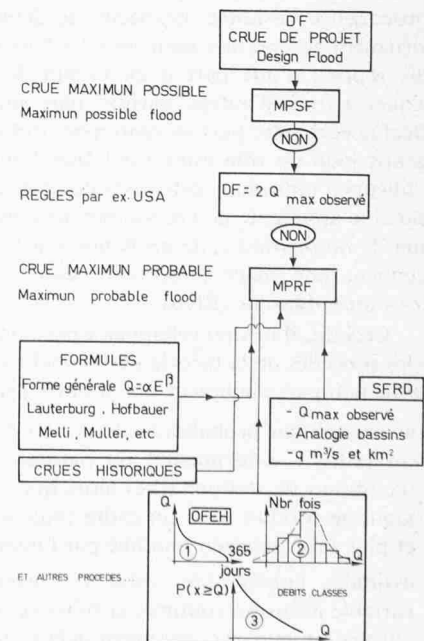 DF
CRUE DE PROJET
Design Flood
CRUE MAXIMUN POSSIBLE
Maximun possible flood
MPSF
NON
REGLES par ex. USA
DF = 2 Q max observé
NON
CRUE MAXIMUN PROBABLE
Maximun probable flood
MPRF
FORMULES
Forme générale Q=αE^β
Lauterburg . Hofbauer
Melli , Muller, etc
SFRD
- Q max observé
- Analogie bassins
- q m³/s et km²
CRUES HISTORIQUES
Q
OFEH
1
365
jours
Nbr fois
2
Q
ET AUTRES PROCEDES...
P(x≥Q)
DEBITS CLASSES
3
Q